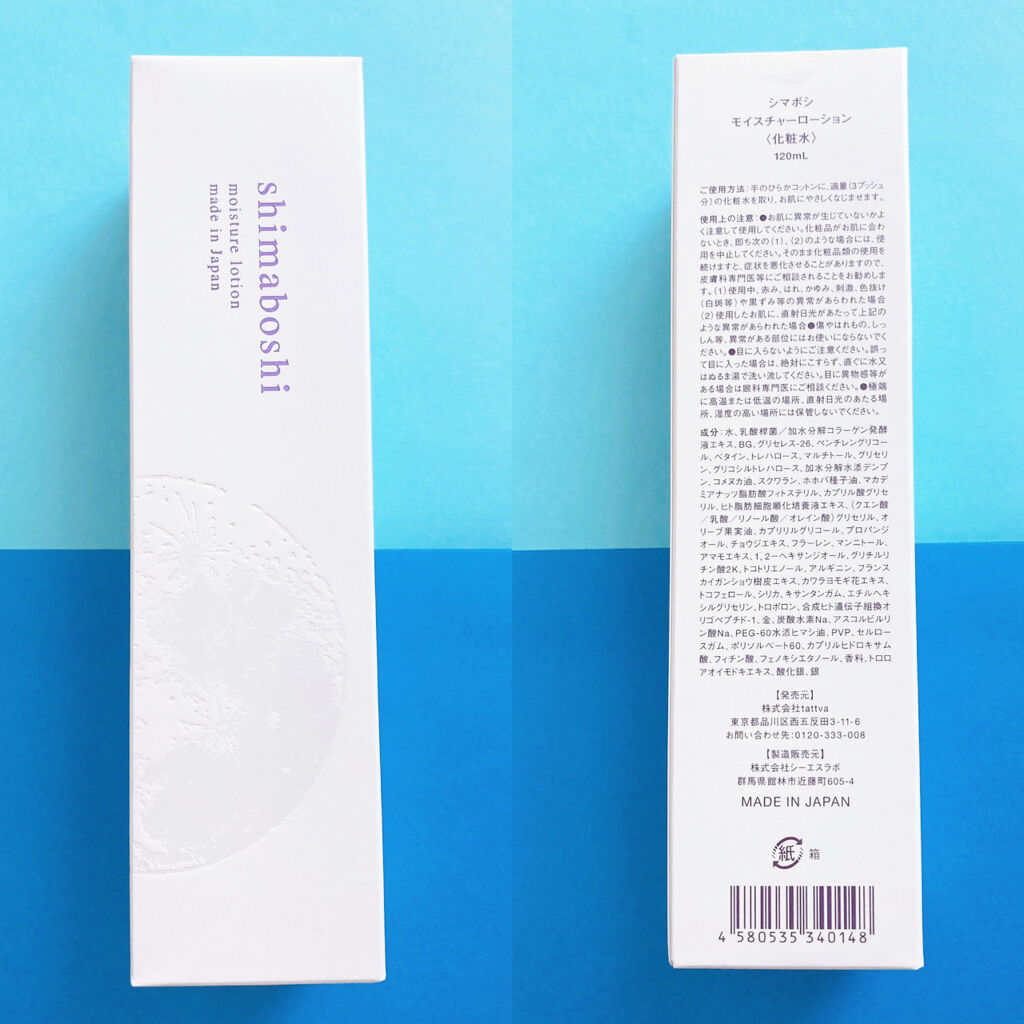 shimaboshi
moisture lotion
made in Japan
シマボシ
モイスチャーローション
〈化粧水〉
120mL
ご使用方法：手のひらかコットンに、適量（3プッシュ
分）の化粧水を取り、お肌にやさしくなじませます。
使用上の注意：●お肌に異常が生じていないかよ
く注意して使用してください。化粧品がお肌に合わ
ないとき、即ち次の（1）、（2）のような場合には、使
用を中止してください。そのまま化粧品類の使用を
続けますと、症状を悪化させることがありますので、
皮膚科専門医等にご相談されることをお勧めしま
す。（1）使用中、赤み、はれ、かゆみ、刺激、色抜け
（白斑等）や黒ずみ等の異常があらわれた場合
（2）使用したお肌に、直射日光があたって上記の
ような異常があらわれた場合●傷やはれもの、しっ
しん等、異常がある部位にはお使いにならないでく
ださい。●目に入らないようにご注意ください。誤っ
て目に入った場合は、絶対にこすらず、直ぐに水又
はぬるま湯で洗い流してください。目に異物感等が
ある場合は眼科専門医にご相談ください。●極端
に高温または低温の場所、直射日光のあたる場
所、湿度の高い場所には保管しないでください。
成分：水、乳酸桿菌／加水分解コラーゲン発酵
液エキス、BG、グリセレス-26、ペンチレングリコー
ル、ベタイン、トレハロース、マルチトール、グリセリ
ン、グリコシルトレハロース、加水分解水添デンプ
ン、コメヌカ油、スクワラン、ホホバ種子油、マカデ
ミアナッツ脂肪酸フィトステリル、カプリル酸グリセ
リル、ヒト脂肪細胞順化培養液エキス、（クエン酸
／乳酸／リノール酸／オレイン酸）グリセリル、オ
リーブ果実油、カプリリルグリコール、プロパンジ
オール、チョウジエキス、フラーレン、マンニトール、
アマモエキス、1，2－ヘキサンジオール、グリチルリ
チン酸2K、トコトリエノール、アルギニン、フランス
カイガンショウ樹皮エキス、カワラヨモギ花エキス、
トコフェロール、シリカ、キサンタンガム、エチルヘキ
シルグリセリン、トロポロン、合成ヒト遺伝子組換オ
リゴペプチド-1、金、炭酸水素Na、アスコルビルリ
ン酸Na、PEG-60水添ヒマシ油、PVP、セルロー
スガム、ポリソルベート60、カプリルヒドロキサム
酸、フィチン酸、フェノキシエタノール、香料、トロロ
アオイモドキエキス、酸化銀、銀
【発売元】
株式会社tattva
東京都品川区西五反田3-11-6
お問い合わせ先：0120-333-008
【製造販売元】
株式会社シーエスラボ
群馬県館林市近藤町605-4
MADE IN JAPAN
紙 箱
4 580535 340148